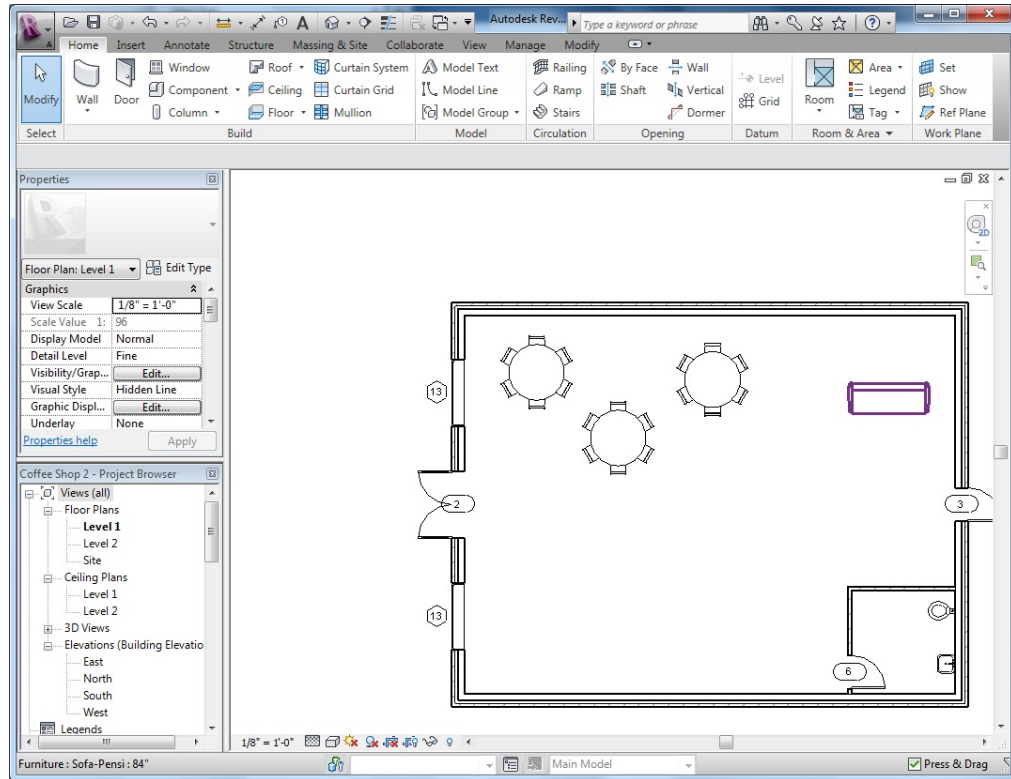 Autodesk Rev... Type a keyword or phrase
Home Insert Annotate Structure Massing & Site Collaborate View Manage Modify
Modify
Wall
Door
Window
Component
Column
Roof
Ceiling
Floor
Curtain System
Curtain Grid
Mullion
Model Text
Model Line
Model Group
Railing
Ramp
Stairs
By Face
Shaft
Wall
Vertical
Dormer
Level
Grid
Room
Area
Legend
Tag
Set
Show
Ref Plane
Select Build Model Circulation Opening Datum Room & Area Work Plane
Properties
R
Floor Plan: Level 1 Edit Type
Graphics
View Scale 1/8" = 1'-0"
Scale Value 1: 96
Display Model Normal
Detail Level Fine
Visibility/Grap... Edit...
Visual Style Hidden Line
Graphic Displ... Edit...
Underlay None
Properties help Apply
Coffee Shop 2 - Project Browser
Views (all)
Floor Plans
Level 1
Level 2
Site
Ceiling Plans
Level 1
Level 2
3D Views
Elevations (Building Elevatio
East
North
South
West
Legends
2D
13
2
3
13
6
1/8" = 1'-0"
Furniture : Sofa-Pensi : 84" Main Model Press & Drag